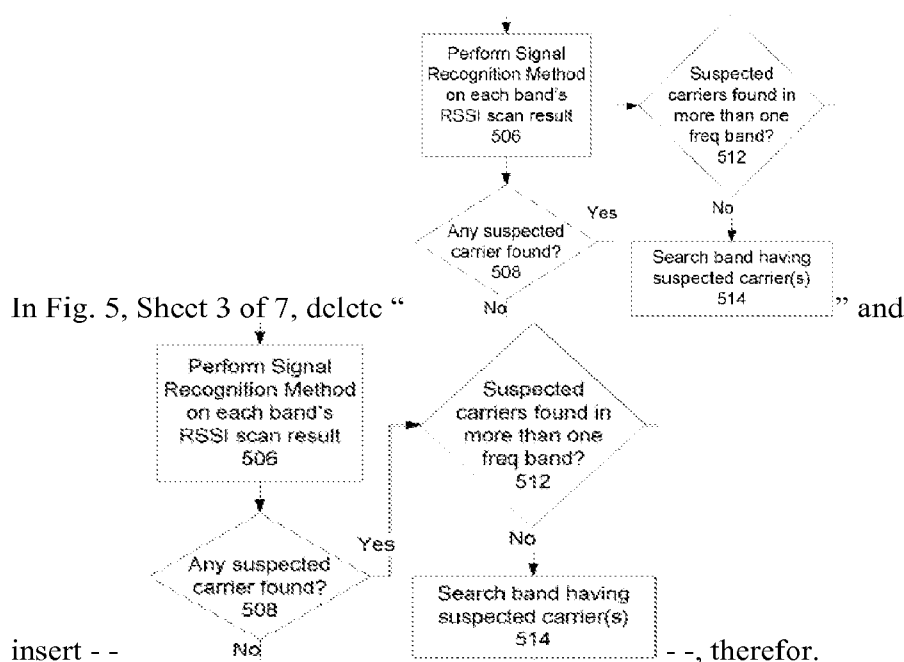 Perform Signal
Recognition Method
on each band's
RSSI scan result
506
Suspected
carriers found in
more than one
freq band?
512
Any suspected
carrier found?
508
Yes
No
No
Search band having
suspected carrier(s)
514
In Fig. 5, Sheet 3 of 7, delete “ ” and
Perform Signal
Recognition Method
on each band's
RSSI scan result
506
Suspected
carriers found in
more than one
freq band?
512
Any suspected
carrier found?
508
Yes
No
No
Search band having
suspected carrier(s)
514
insert - - - -, therefor.